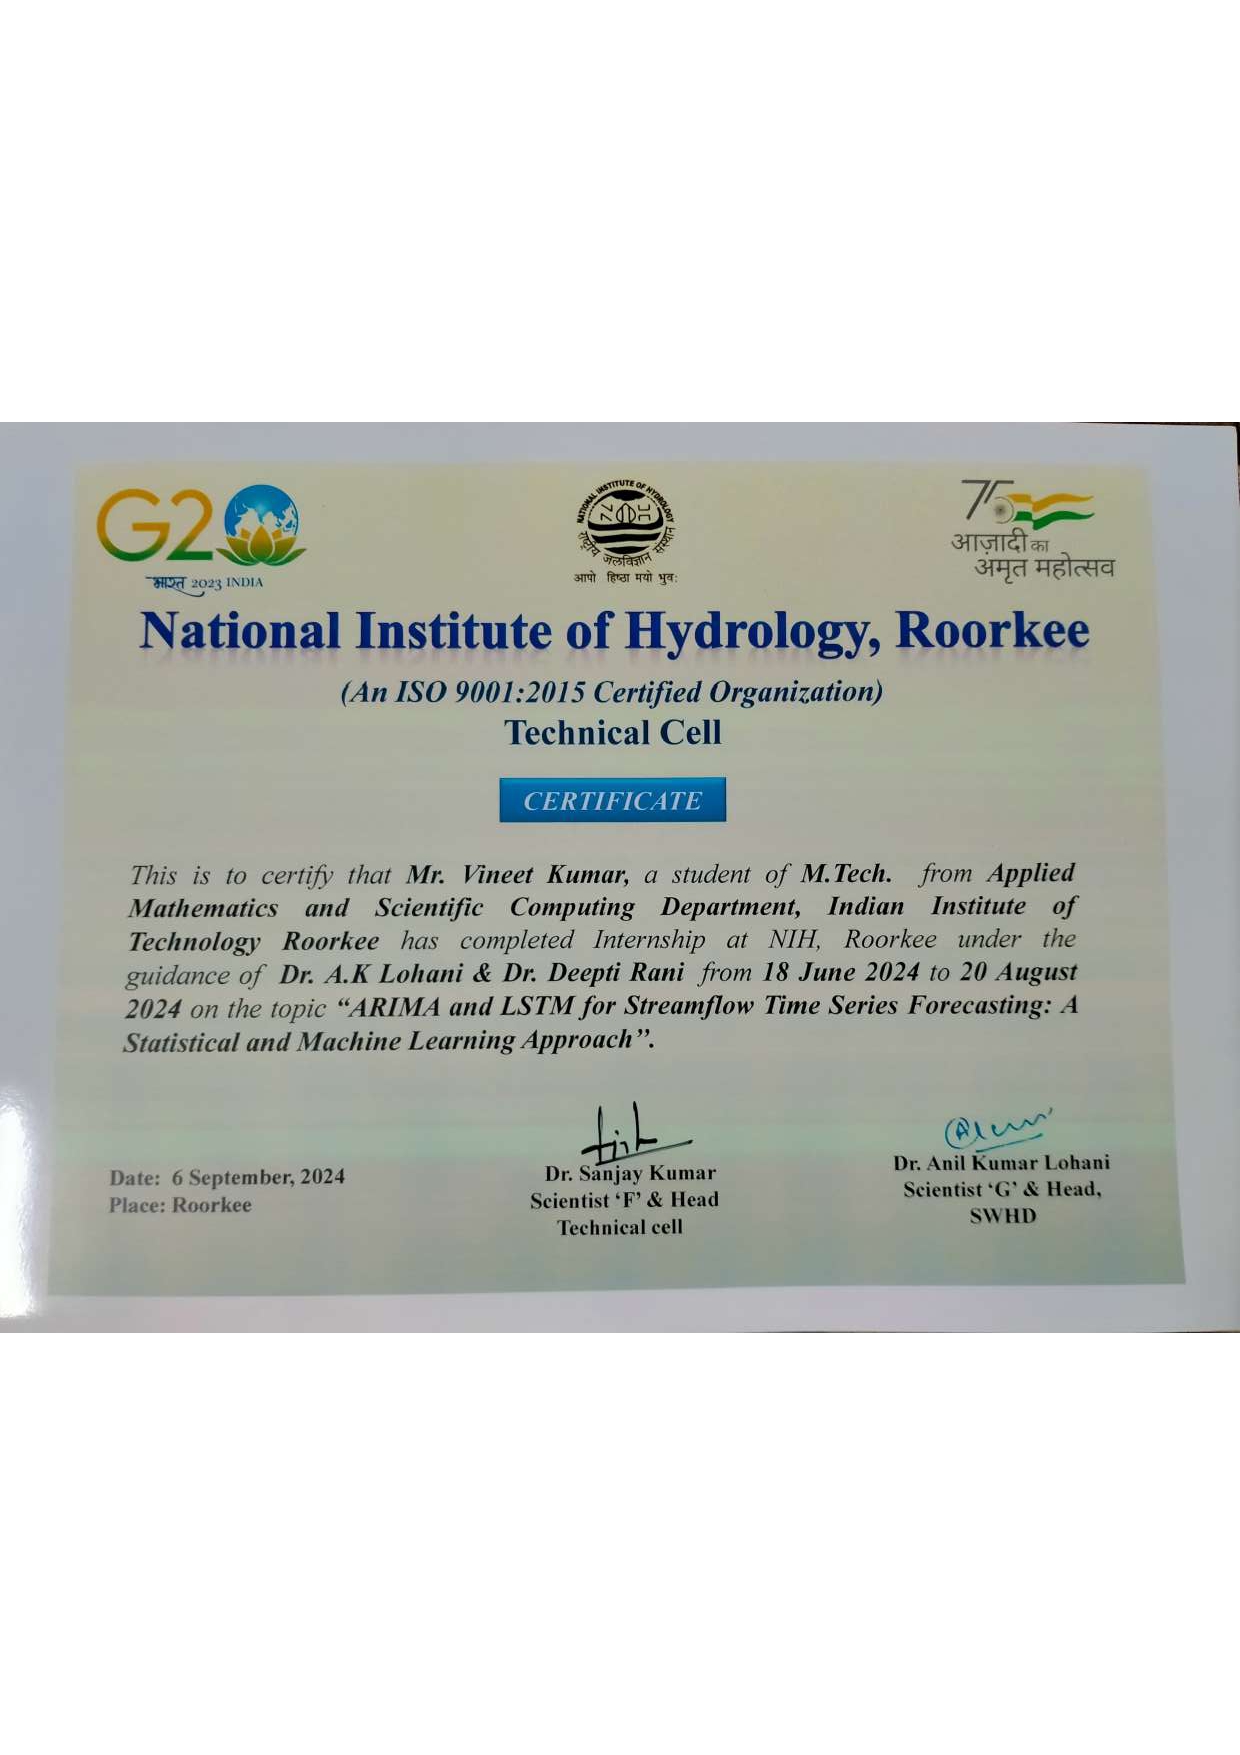 G20
भारत 2023 INDIA
NATIONAL INSTITUTE OF HYDROLOGY
NIH
राष्ट्रीय जलविज्ञान संस्थान
आपो हिष्ठा मयो भुवः
75
आज़ादी का
अमृत महोत्सव
National Institute of Hydrology, Roorkee
(An ISO 9001:2015 Certified Organization)
Technical Cell
CERTIFICATE
This is to certify that Mr. Vineet Kumar, a student of M.Tech. from Applied
Mathematics and Scientific Computing Department, Indian Institute of
Technology Roorkee has completed Internship at NIH, Roorkee under the
guidance of Dr. A.K Lohani & Dr. Deepti Rani from 18 June 2024 to 20 August
2024 on the topic “ARIMA and LSTM for Streamflow Time Series Forecasting: A
Statistical and Machine Learning Approach”.
Date: 6 September, 2024
Place: Roorkee
Dr. Sanjay Kumar
Scientist ‘F’ & Head
Technical cell
Dr. Anil Kumar Lohani
Scientist ‘G’ & Head,
SWHD